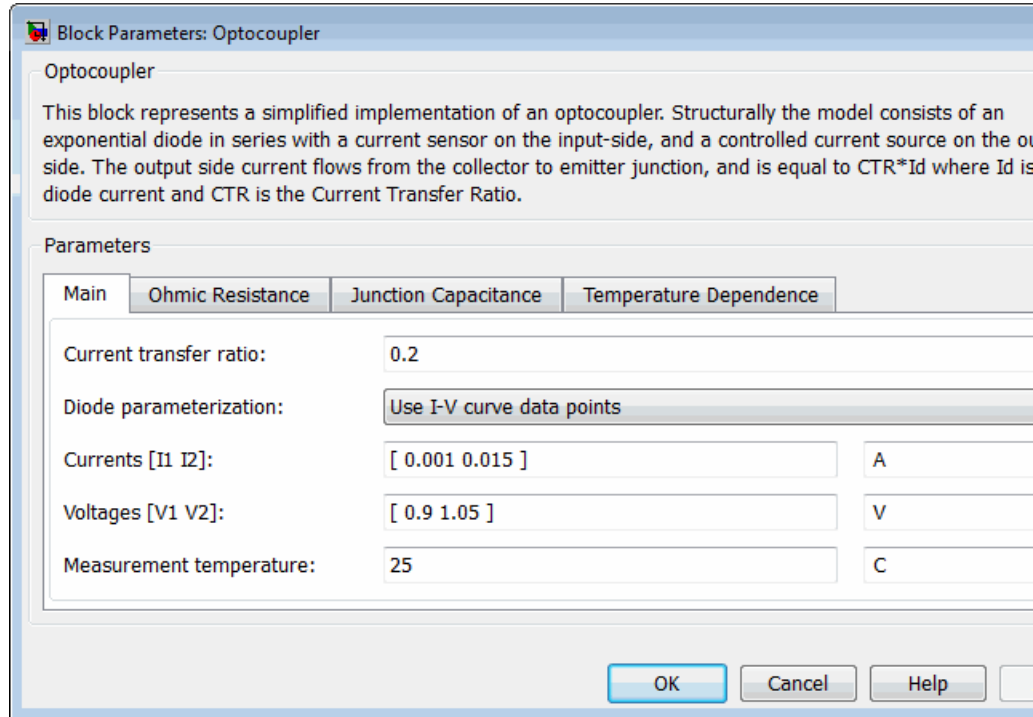 Block Parameters: Optocoupler
Optocoupler
This block represents a simplified implementation of an optocoupler. Structurally the model consists of an
exponential diode in series with a current sensor on the input-side, and a controlled current source on the
side. The output side current flows from the collector to emitter junction, and is equal to CTR*Id where Id is
diode current and CTR is the Current Transfer Ratio.
Parameters
Main Ohmic Resistance Junction Capacitance Temperature Dependence
Current transfer ratio: 0.2
Diode parameterization: Use I-V curve data points
Currents [I1 I2]: [ 0.001 0.015 ] A
Voltages [V1 V2]: [ 0.9 1.05 ] V
Measurement temperature: 25 C
OK Cancel Help